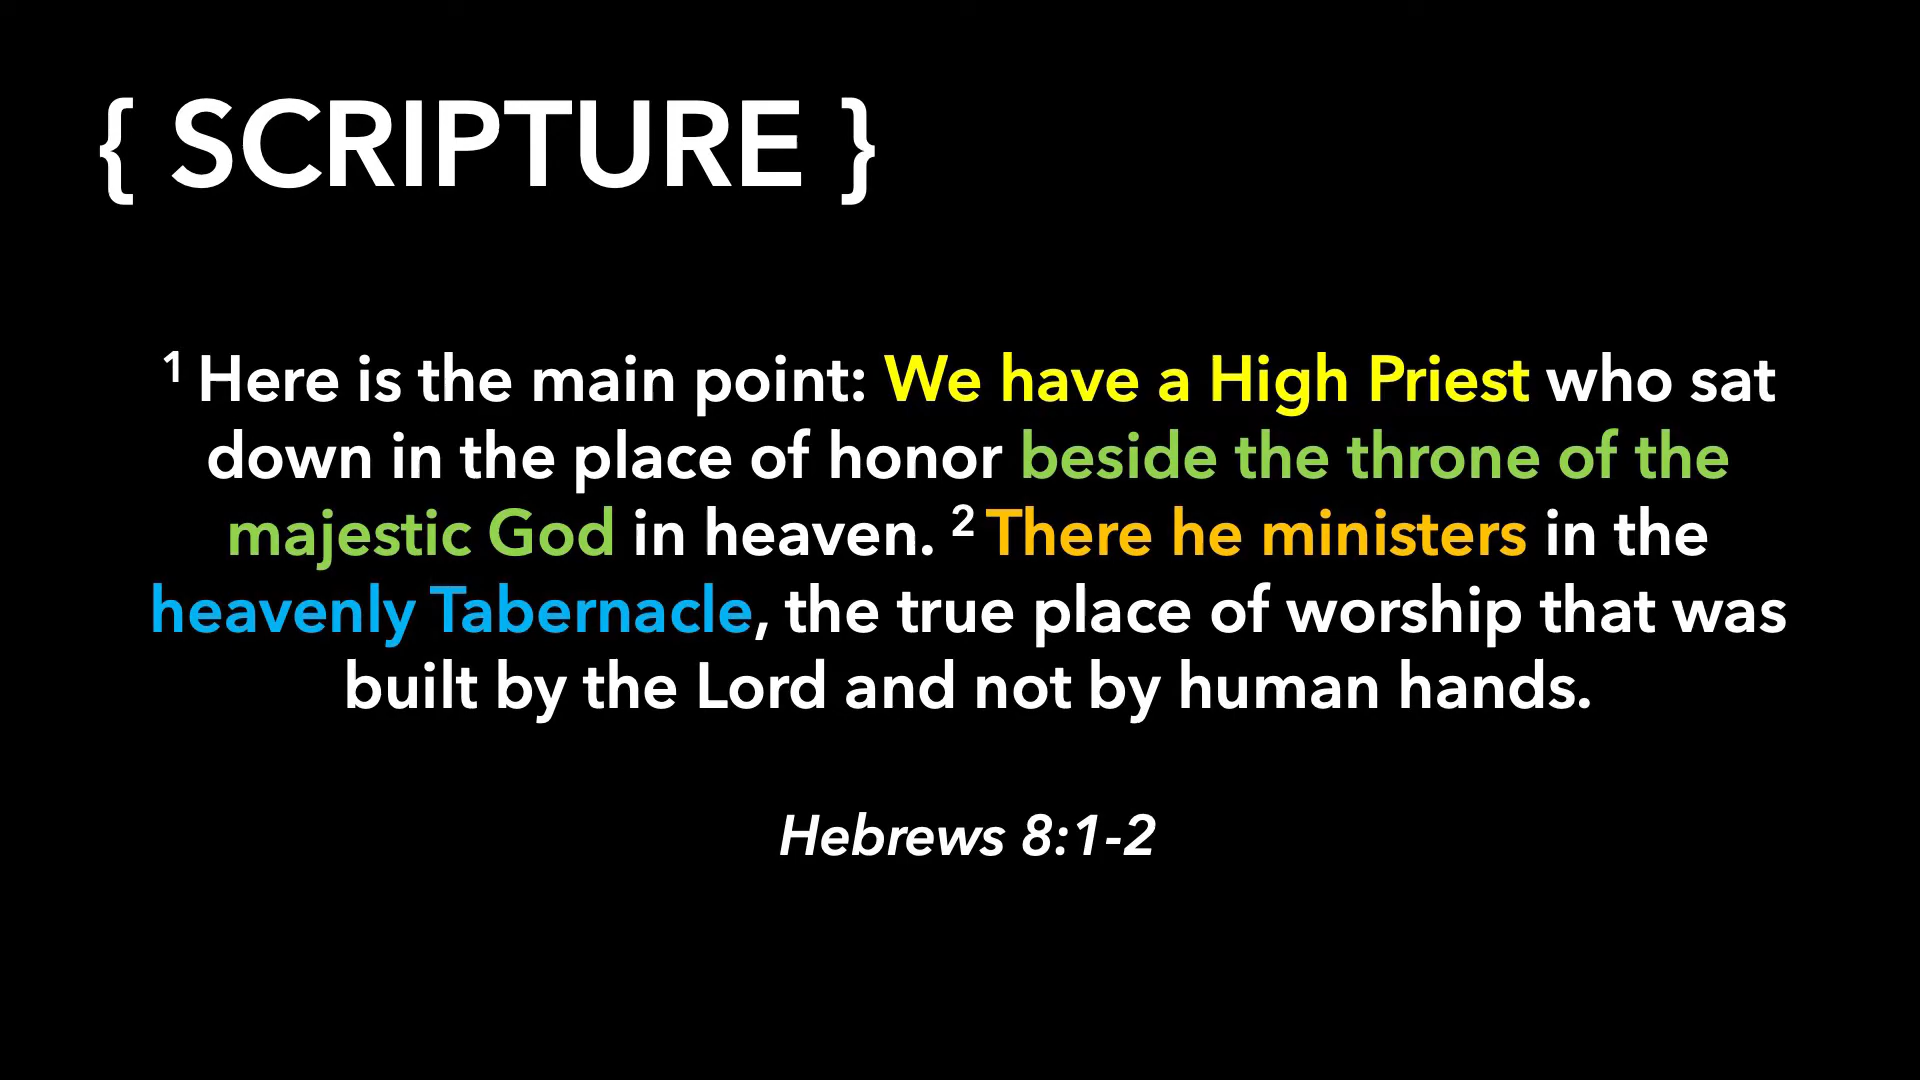 { SCRIPTURE }
¹ Here is the main point: We have a High Priest who sat
down in the place of honor beside the throne of the
majestic God in heaven. ² There he ministers in the
heavenly Tabernacle, the true place of worship that was
built by the Lord and not by human hands.
Hebrews 8:1-2